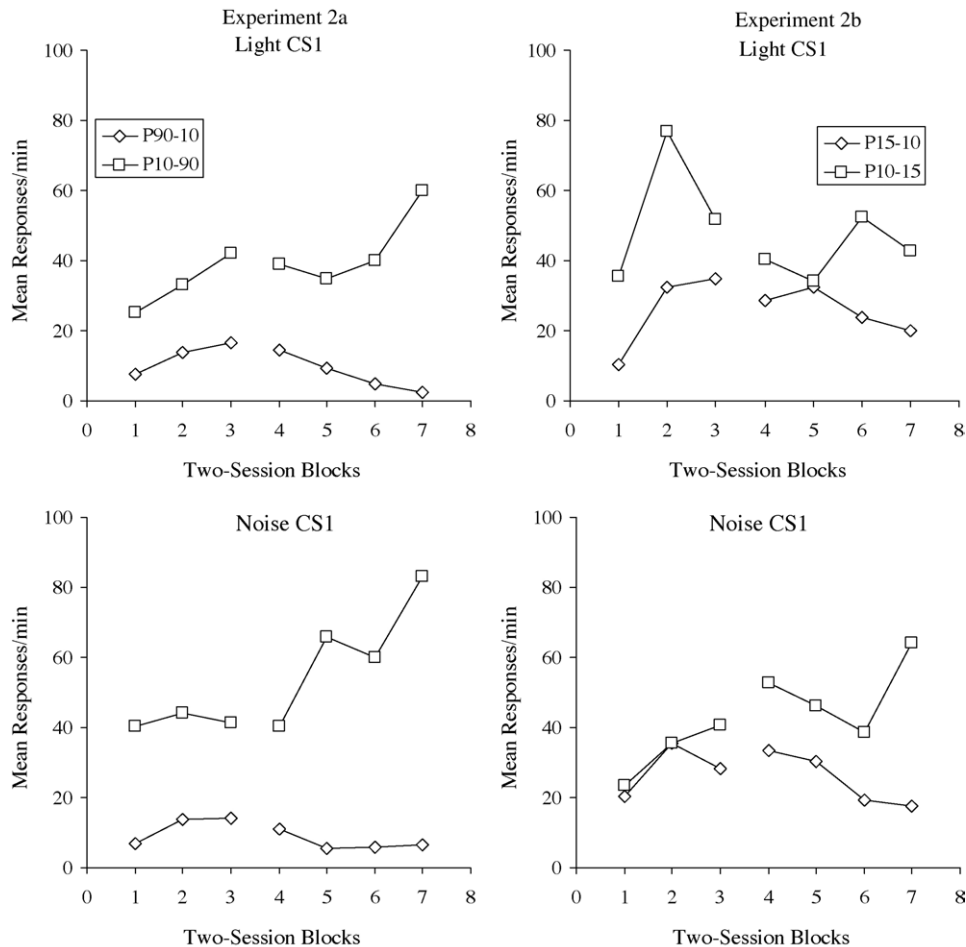 Experiment 2a
Light CS1
100
80
60
40
20
0
Mean Responses/min
P90-10
P10-90
0 1 2 3 4 5 6 7 8
Two-Session Blocks
Experiment 2b
Light CS1
100
80
60
40
20
0
Mean Responses/min
P15-10
P10-15
0 1 2 3 4 5 6 7 8
Two-Session Blocks
Noise CS1
100
80
60
40
20
0
Mean Responses/min
0 1 2 3 4 5 6 7 8
Two-Session Blocks
Noise CS1
100
80
60
40
20
0
Mean Responses/min
0 1 2 3 4 5 6 7 8
Two-Session Blocks